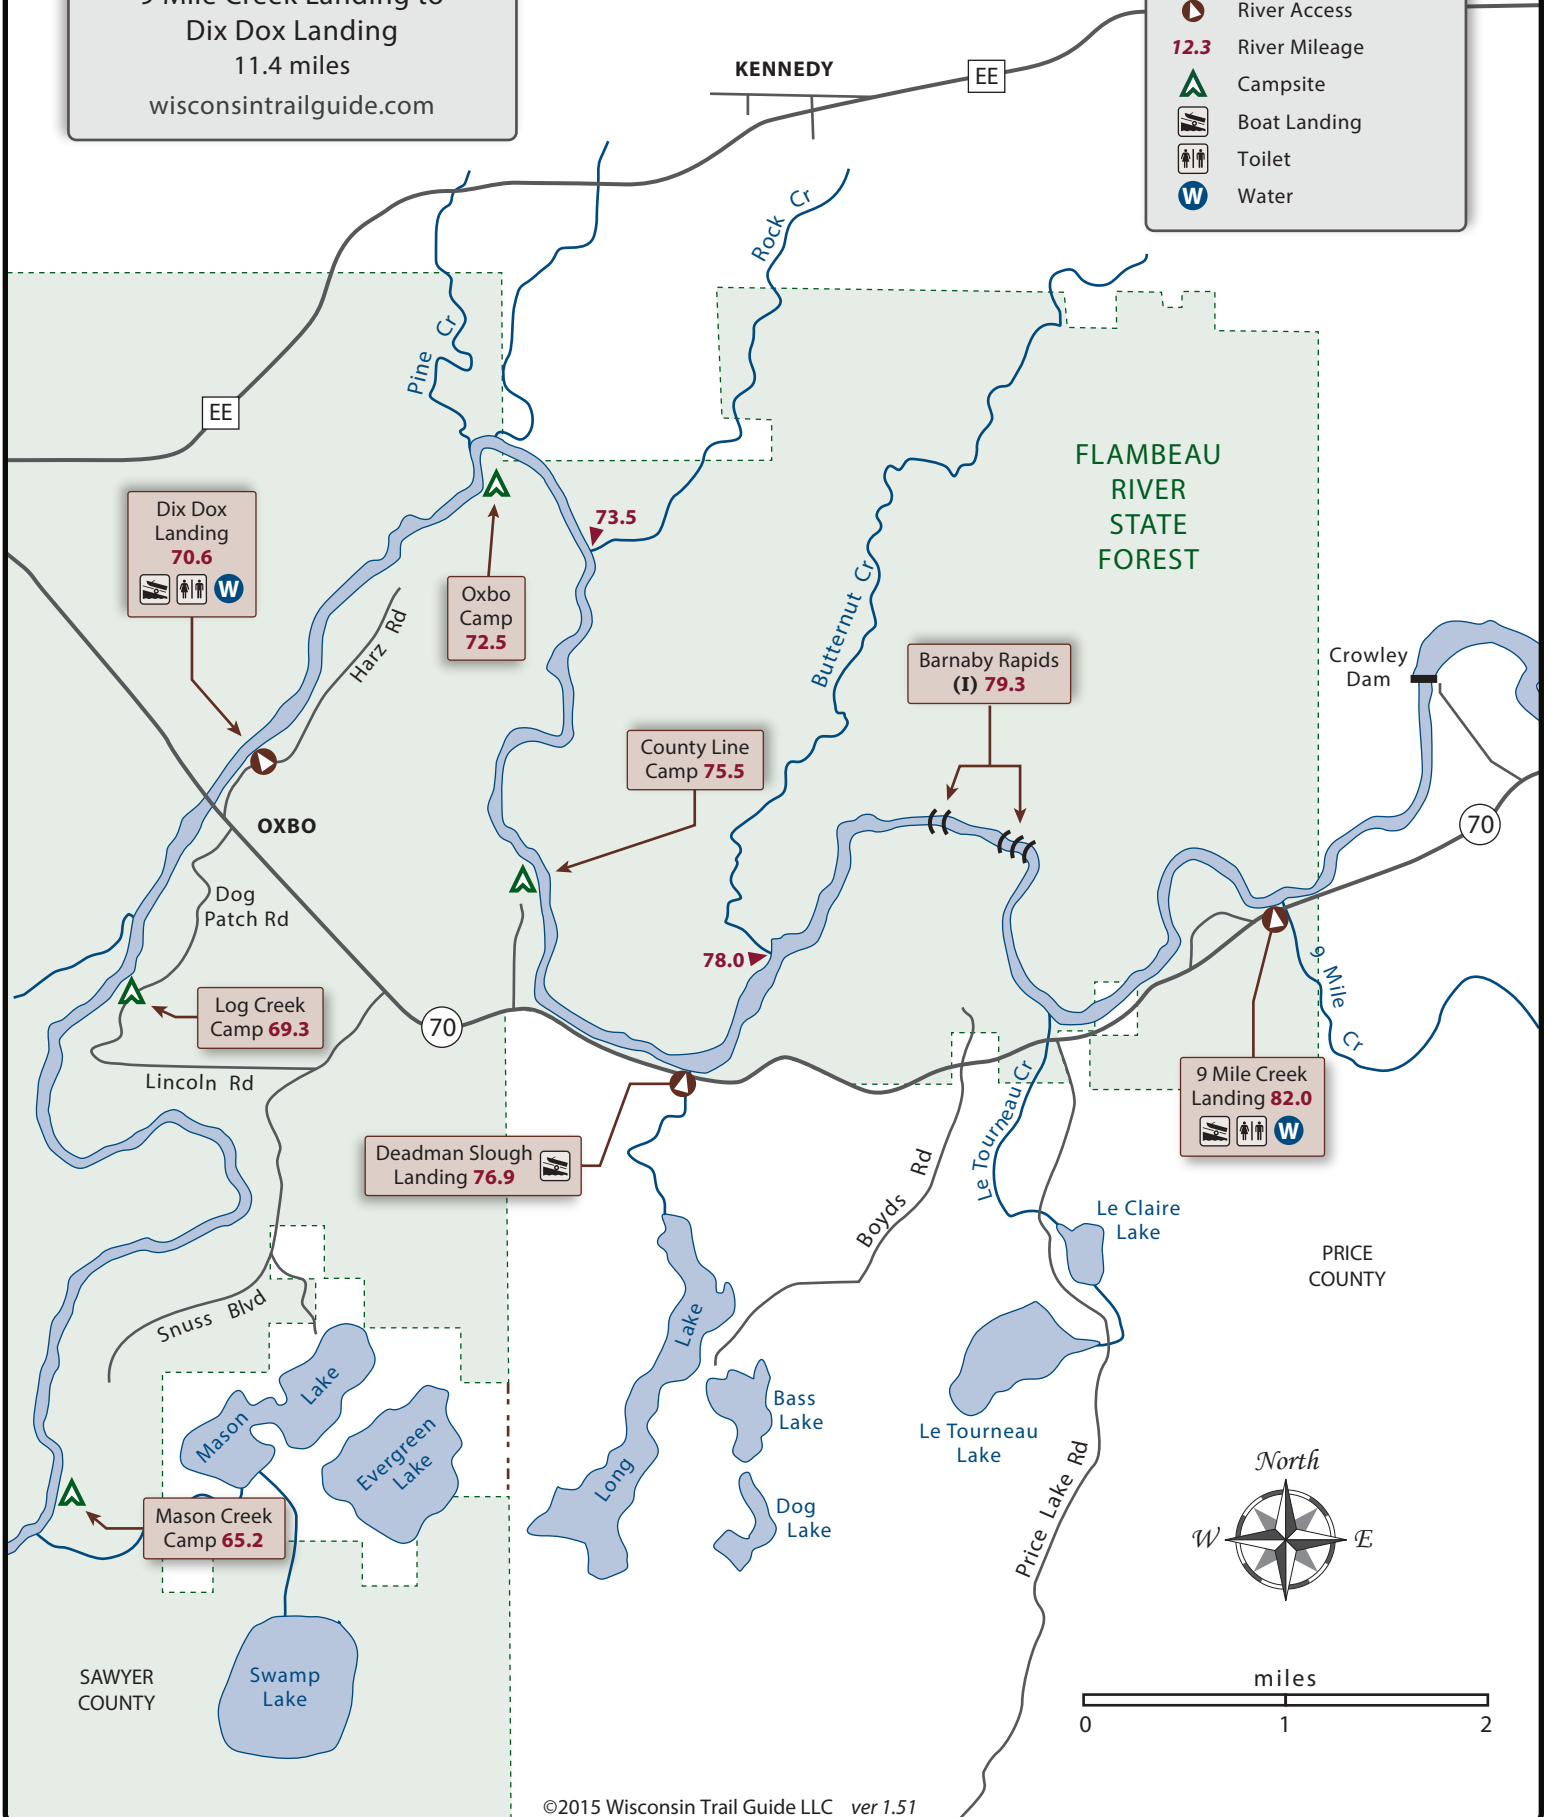 9 Mile Creek Landing to
Dix Dox Landing
11.4 miles
wisconsintrailguide.com
River Access
12.3 River Mileage
Campsite
Boat Landing
Toilet
W Water
KENNEDY
EE
Rock Cr
Pine Cr
EE
FLAMBEAU
RIVER
STATE
FOREST
Dix Dox
Landing
70.6
W
73.5
Oxbo
Camp
72.5
Harz Rd
Butternut Cr
Barnaby Rapids
(I) 79.3
Crowley
Dam
County Line
Camp 75.5
OXBO
70
Dog
Patch Rd
78.0
9 Mile Cr
Log Creek
Camp 69.3
70
Lincoln Rd
Le Tourneau Cr
9 Mile Creek
Landing 82.0
W
Deadman Slough
Landing 76.9
Boyds Rd
Le Claire
Lake
PRICE
COUNTY
Snuss Blvd
Long Lake
Mason Lake
Evergreen
Lake
Bass
Lake
Le Tourneau
Lake
Price Lake Rd
North
W
E
Dog
Lake
Mason Creek
Camp 65.2
SAWYER
COUNTY
Swamp
Lake
miles
0 1 2
©2015 Wisconsin Trail Guide LLC ver 1.51